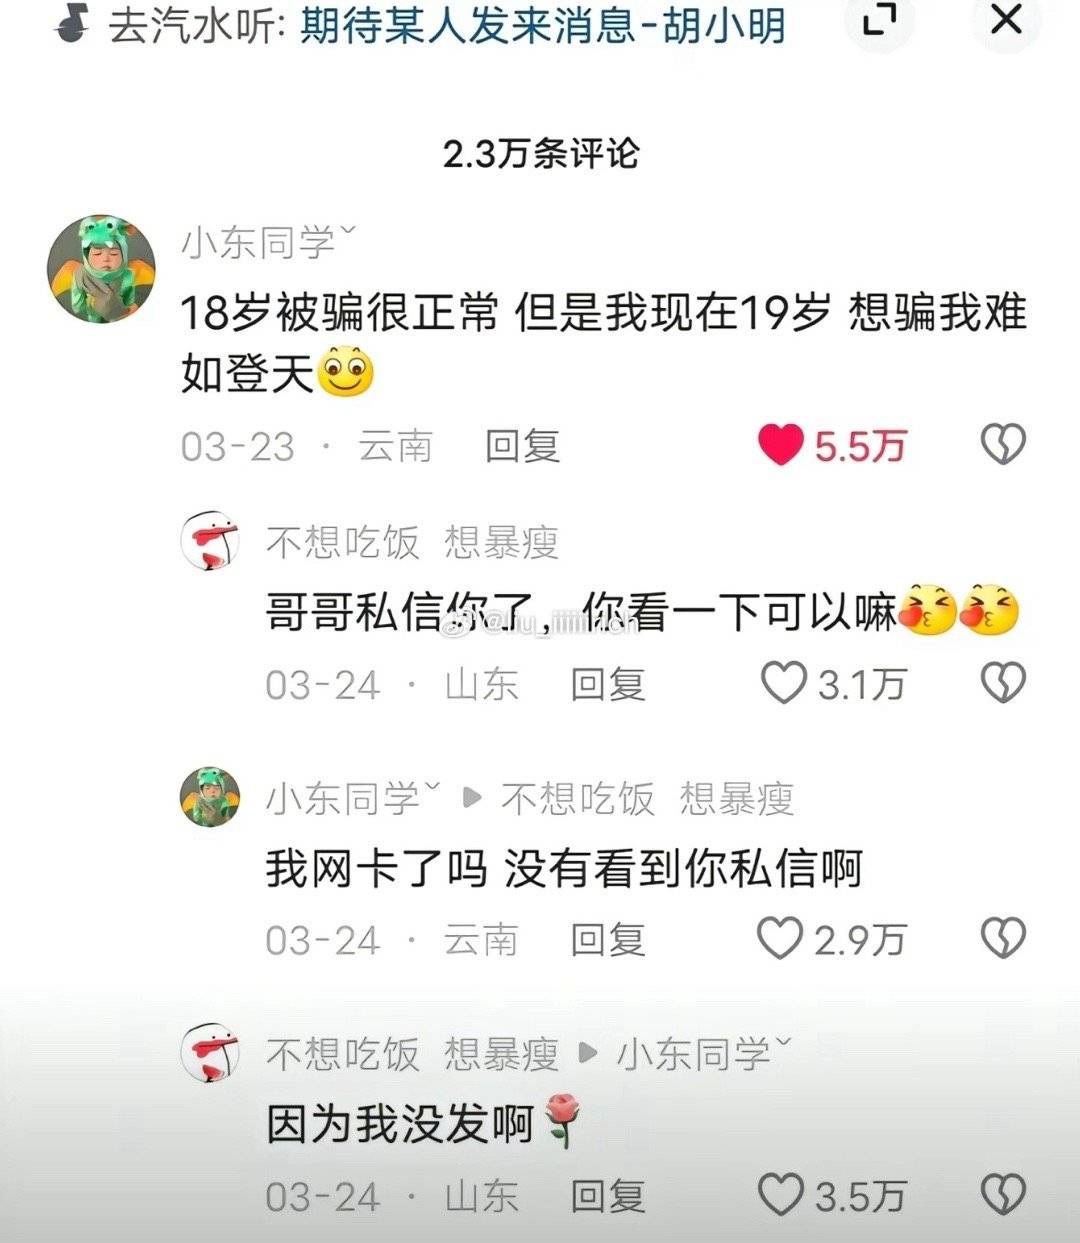 去汽水听: 期待某人发来消息-胡小明
2.3万条评论
小东同学ˇ
18岁被骗很正常 但是我现在19岁 想骗我难
如登天
03-23 · 云南 回复 5.5万
不想吃饭 想暴瘦
哥哥私信你了，你看一下可以嘛
03-24 · 山东 回复 3.1万
小东同学ˇ ▶ 不想吃饭 想暴瘦
我网卡了吗 没有看到你私信啊
03-24 · 云南 回复 2.9万
不想吃饭 想暴瘦 ▶ 小东同学ˇ
因为我没发啊
03-24 · 山东 回复 3.5万